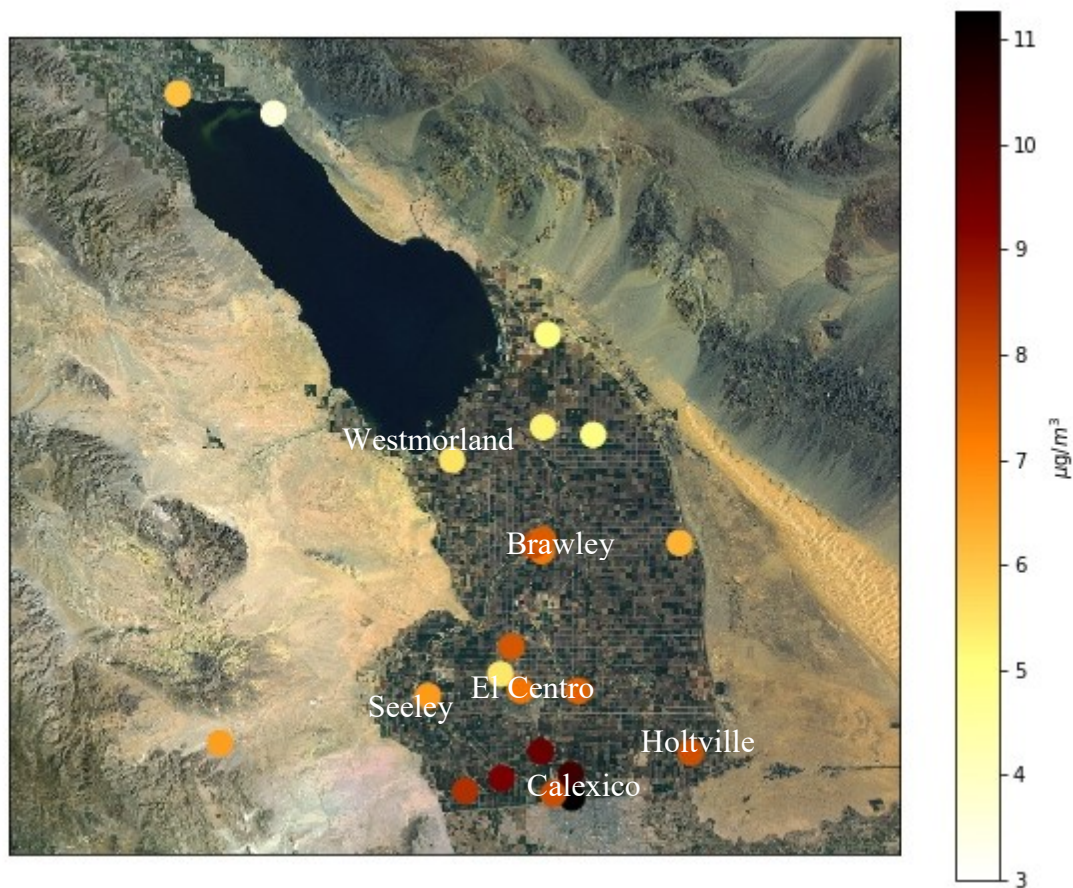 Westmorland
Brawley
El Centro
Seeley
Holtville
Calexico
11
10
9
8
7
6
5
4
3
µg/m³